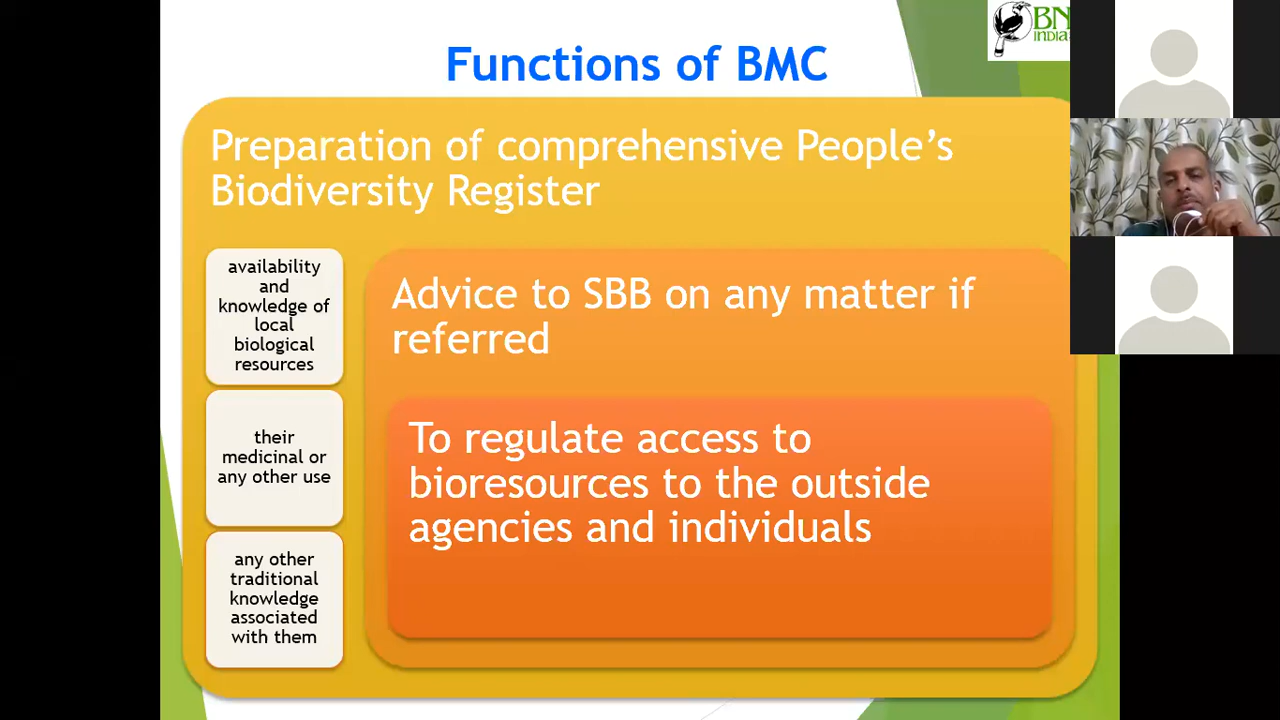 Functions of BMC
BN
INDIA
Preparation of comprehensive People's
Biodiversity Register
availability
and
knowledge of
local
biological
resources
their
medicinal or
any other use
any other
traditional
knowledge
associated
with them
Advice to SBB on any matter if
referred
To regulate access to
bioresources to the outside
agencies and individuals